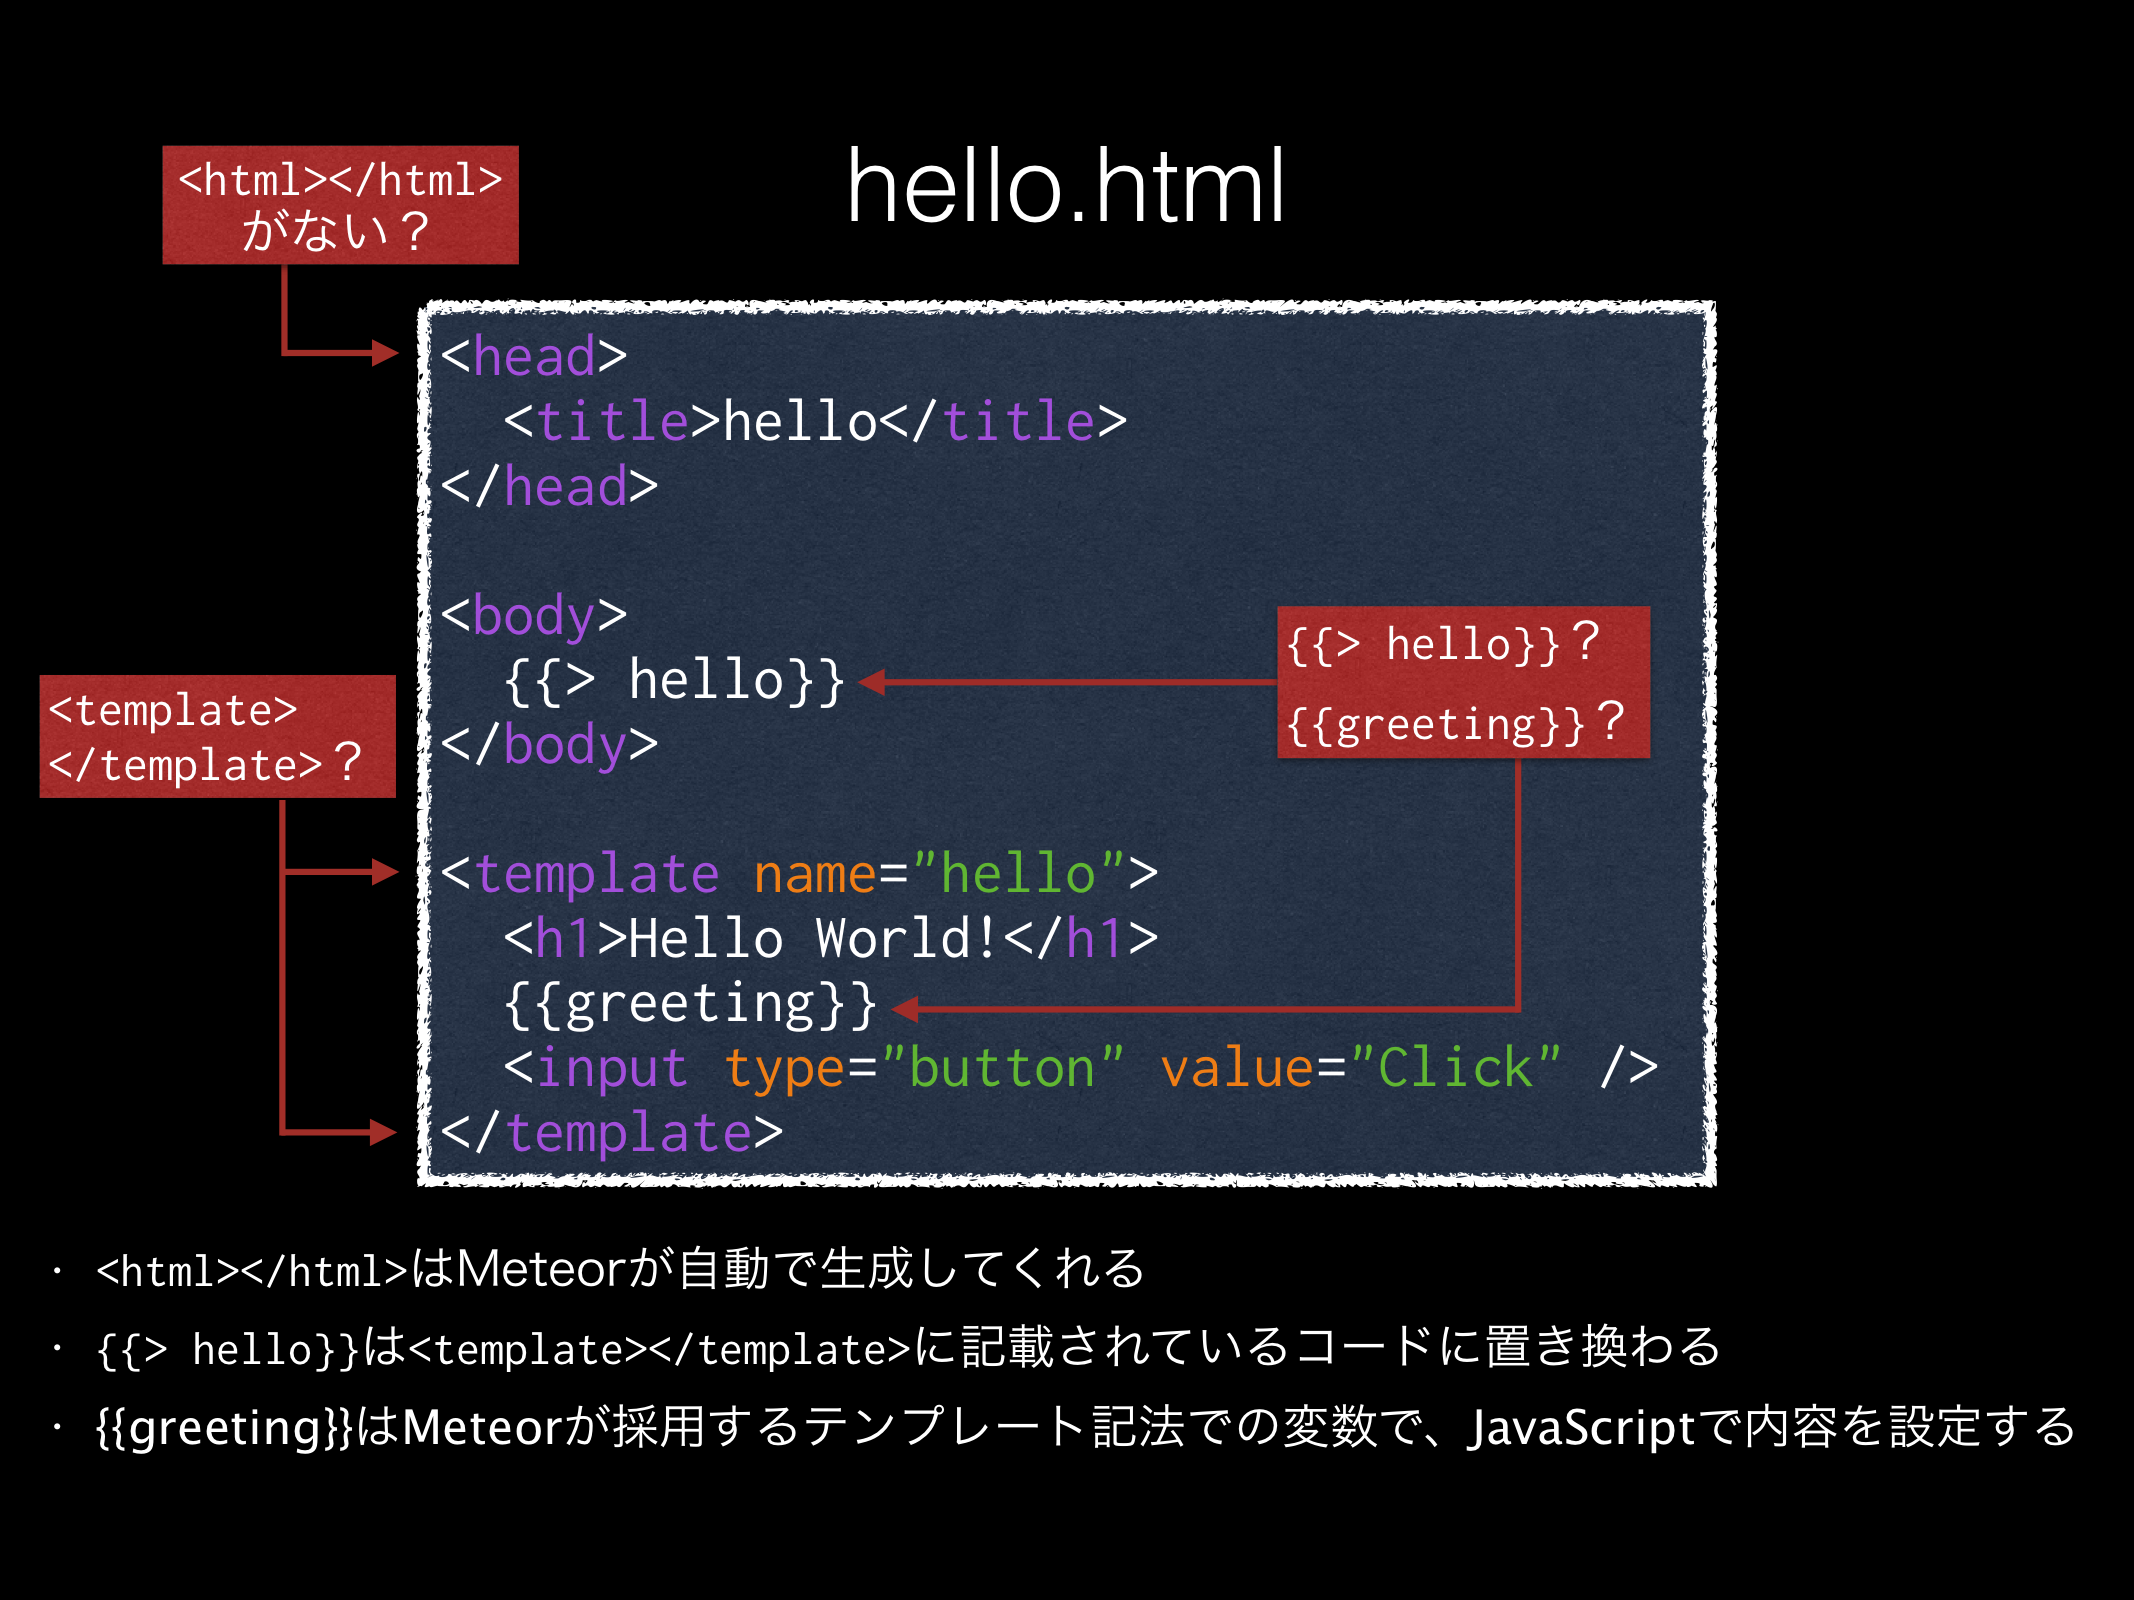 hello.html
<html></html>
がない？
<head>
  <title>hello</title>
</head>
<body>
  {{> hello}}
</body>
{{> hello}}？
{{greeting}}？
<template>
</template>？
<template name="hello">
  <h1>Hello World!</h1>
  {{greeting}}
  <input type="button" value="Click" />
</template>
・ <html></html>はMeteorが自動で生成してくれる
・ {{> hello}}は<template></template>に記載されているコードに置き換わる
・ {{greeting}}はMeteorが採用するテンプレート記法での変数で、JavaScriptで内容を設定する